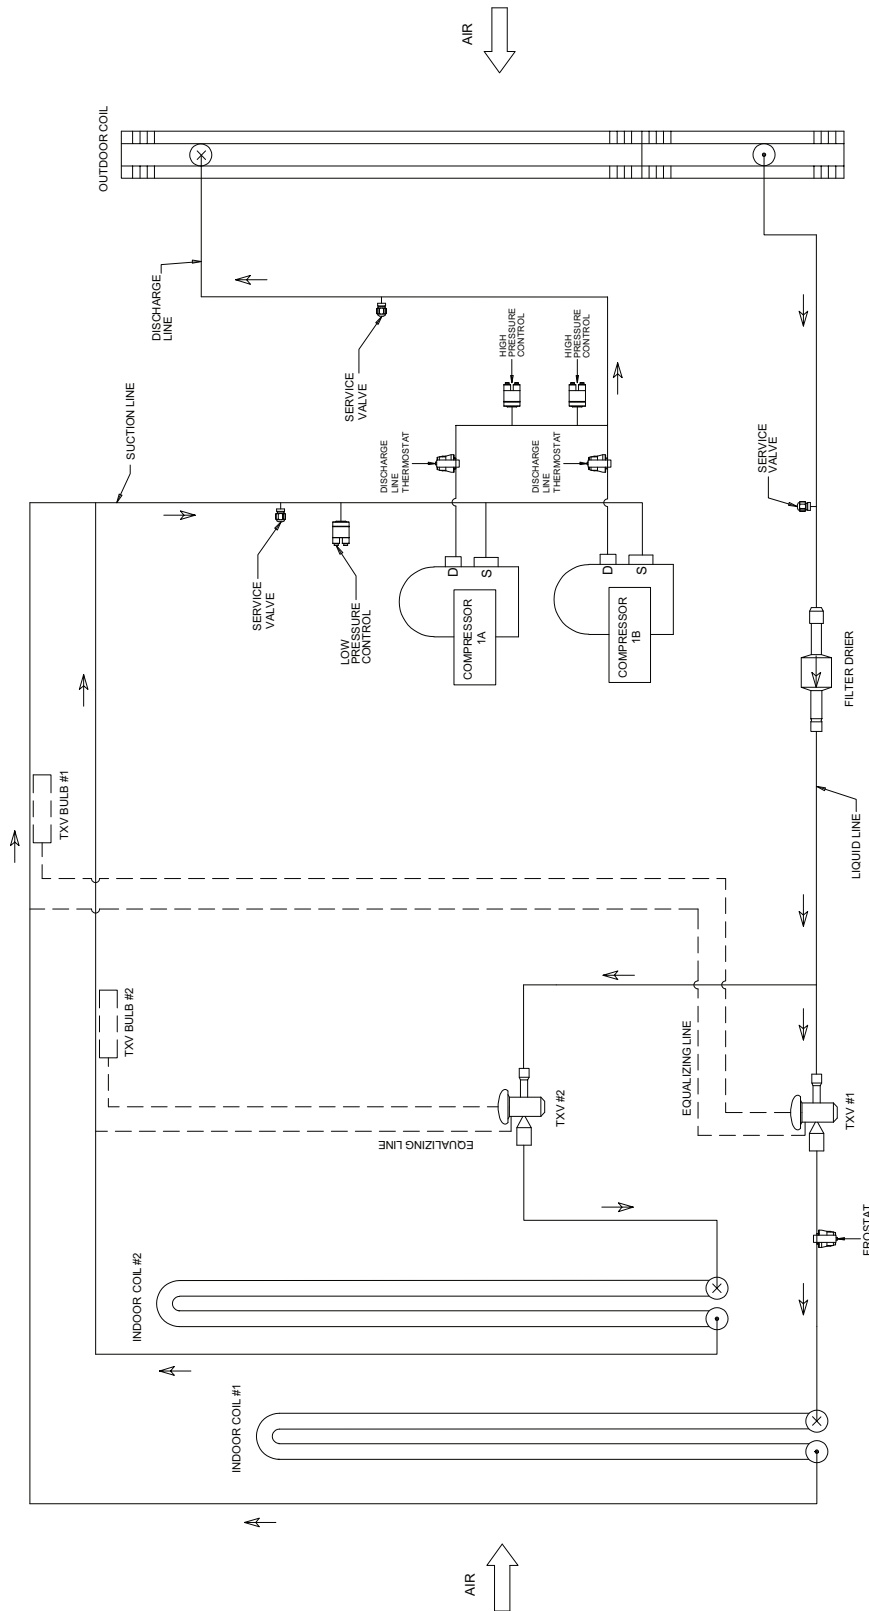 TXV BULB #1
OUTDOOR COIL
TXV BULB #2
SUCTION LINE
INDOOR COIL #2
DISCHARGE
LINE
INDOOR COIL #1
SERVICE
VALVE
LOW
PRESSURE
CONTROL
SERVICE
VALVE
DISCHARGE
LINE
THERMOSTAT
HIGH
PRESSURE
CONTROL
EQUALIZING LINE
D
S
COMPRESSOR
1A
AIR
AIR
DISCHARGE
LINE
THERMOSTAT
HIGH
PRESSURE
CONTROL
TXV #2
D
S
COMPRESSOR
1B
EQUALIZING LINE
SERVICE
VALVE
TXV #1
LIQUID LINE
FILTER DRIER
FROSTAT